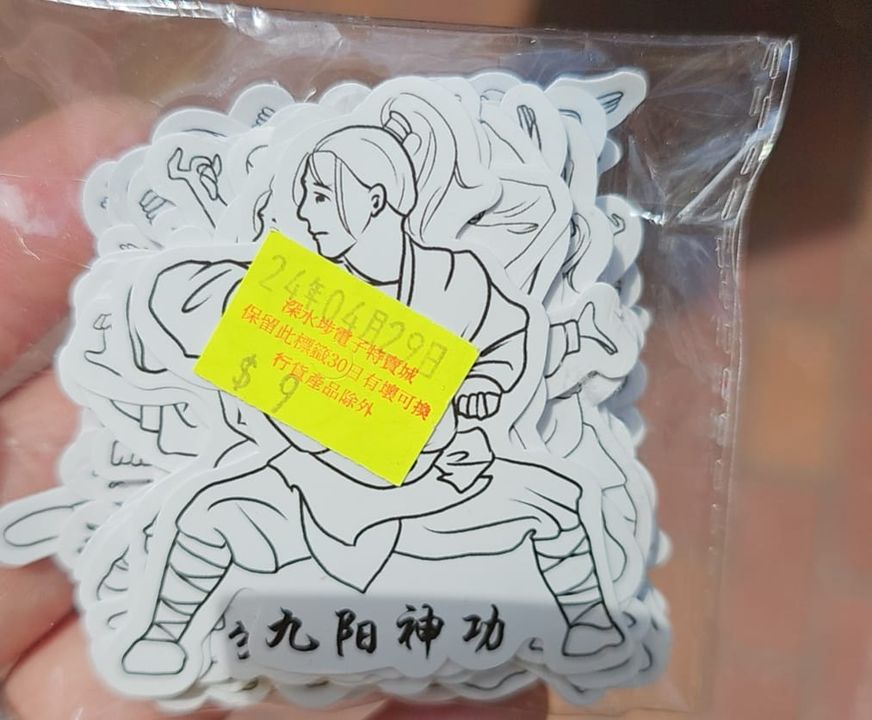 24年04月29日
深水埗電子特賣城
保留此標籤30日有壞可換
行貨產品除外
$ 9
九阳神功